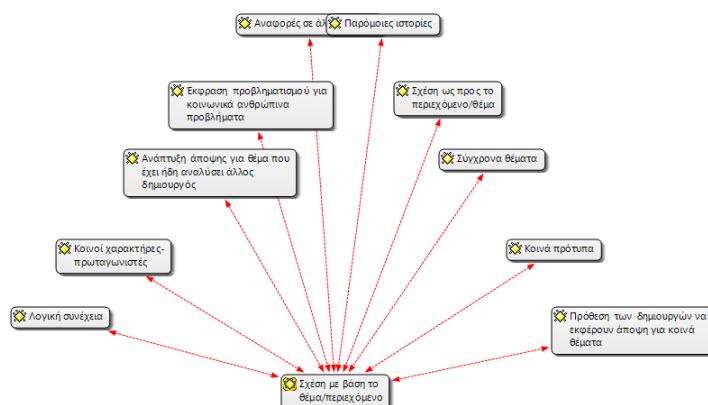 Αναφορές σε
Παρόμοιες ιστορίες
Έκφραση προβληματισμού για
κοινωνικά ανθρώπινα
προβλήματα
Σχέση ως προς το
περιεχόμενο/θέμα
Ανάπτυξη άποψης για θέμα που
έχει ήδη αναλύσει άλλος
δημιουργός
Σύγχρονα θέματα
Κοινοί χαρακτήρες-
πρωταγωνιστές
Κοινά πρότυπα
Λογική συνέχεια
Πρόθεση των δημιουργών να
εκφέρουν άποψη για κοινά
θέματα
Σχέση με βάση το
θέμα/περιεχόμενο